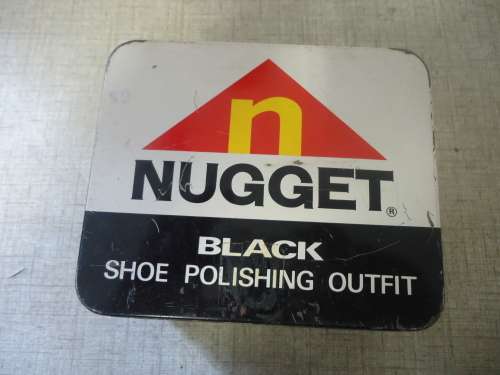 n
NUGGET®
BLACK
SHOE POLISHING OUTFIT